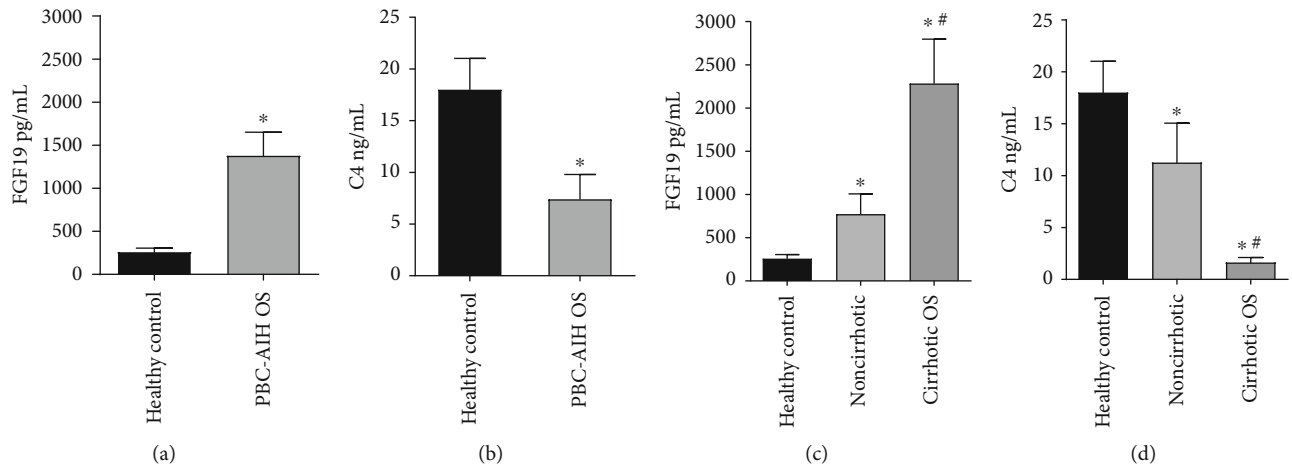 3000
2500
2000
1500
1000
500
0
FGF19 pg/mL
*
Healthy control
PBC-AIH OS
(a)
25
20
15
10
5
0
C4 ng/mL
*
Healthy control
PBC-AIH OS
(b)
3000
2500
2000
1500
1000
500
0
FGF19 pg/mL
*
* #
Healthy control
Noncirrhotic
Cirrhotic OS
(c)
25
20
15
10
5
0
C4 ng/mL
*
* #
Healthy control
Noncirrhotic
Cirrhotic OS
(d)